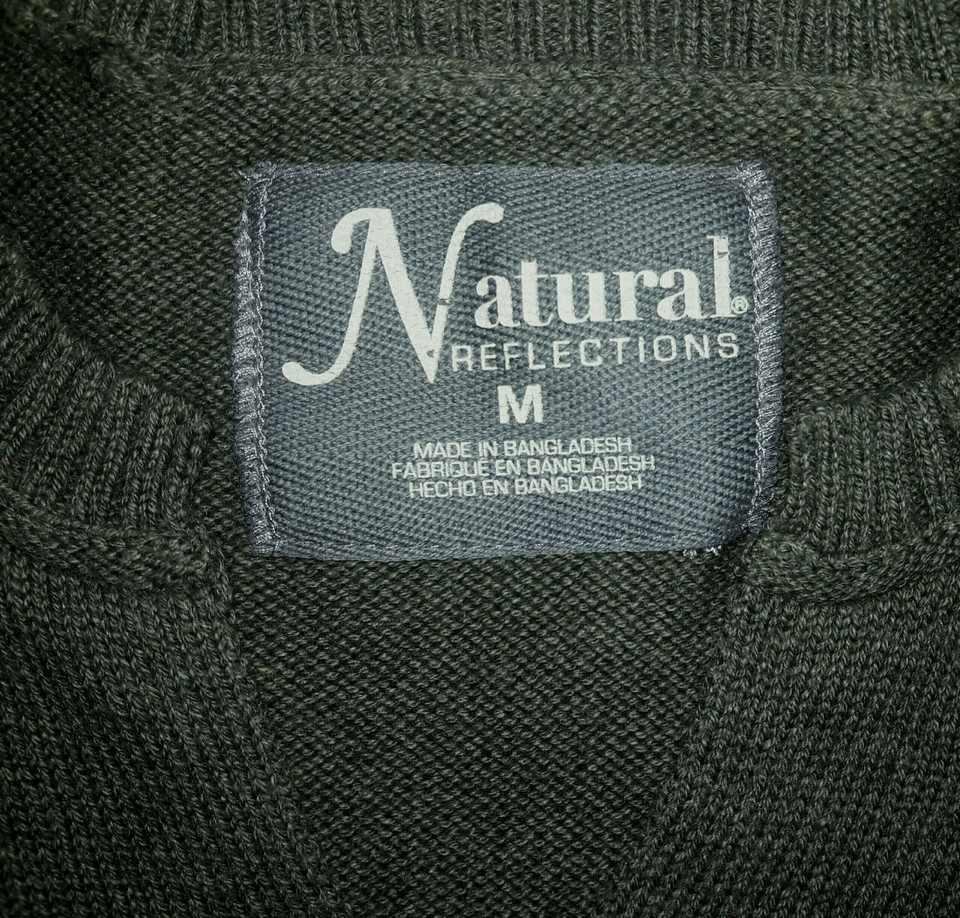 Natural®
REFLECTIONS
M
MADE IN BANGLADESH
FABRIQUÉ EN BANGLADESH
HECHO EN BANGLADESH